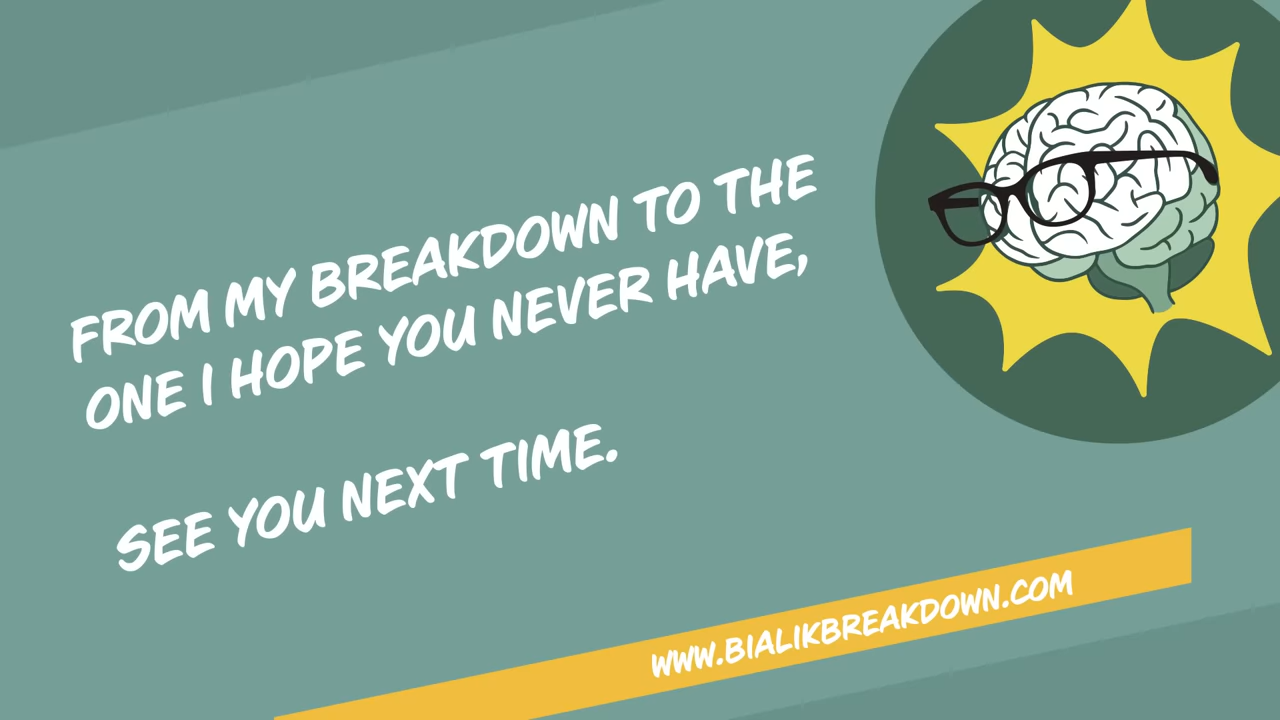 FROM MY BREAKDOWN TO THE
ONE I HOPE YOU NEVER HAVE,
SEE YOU NEXT TIME.
WWW.BIALIKBREAKDOWN.COM